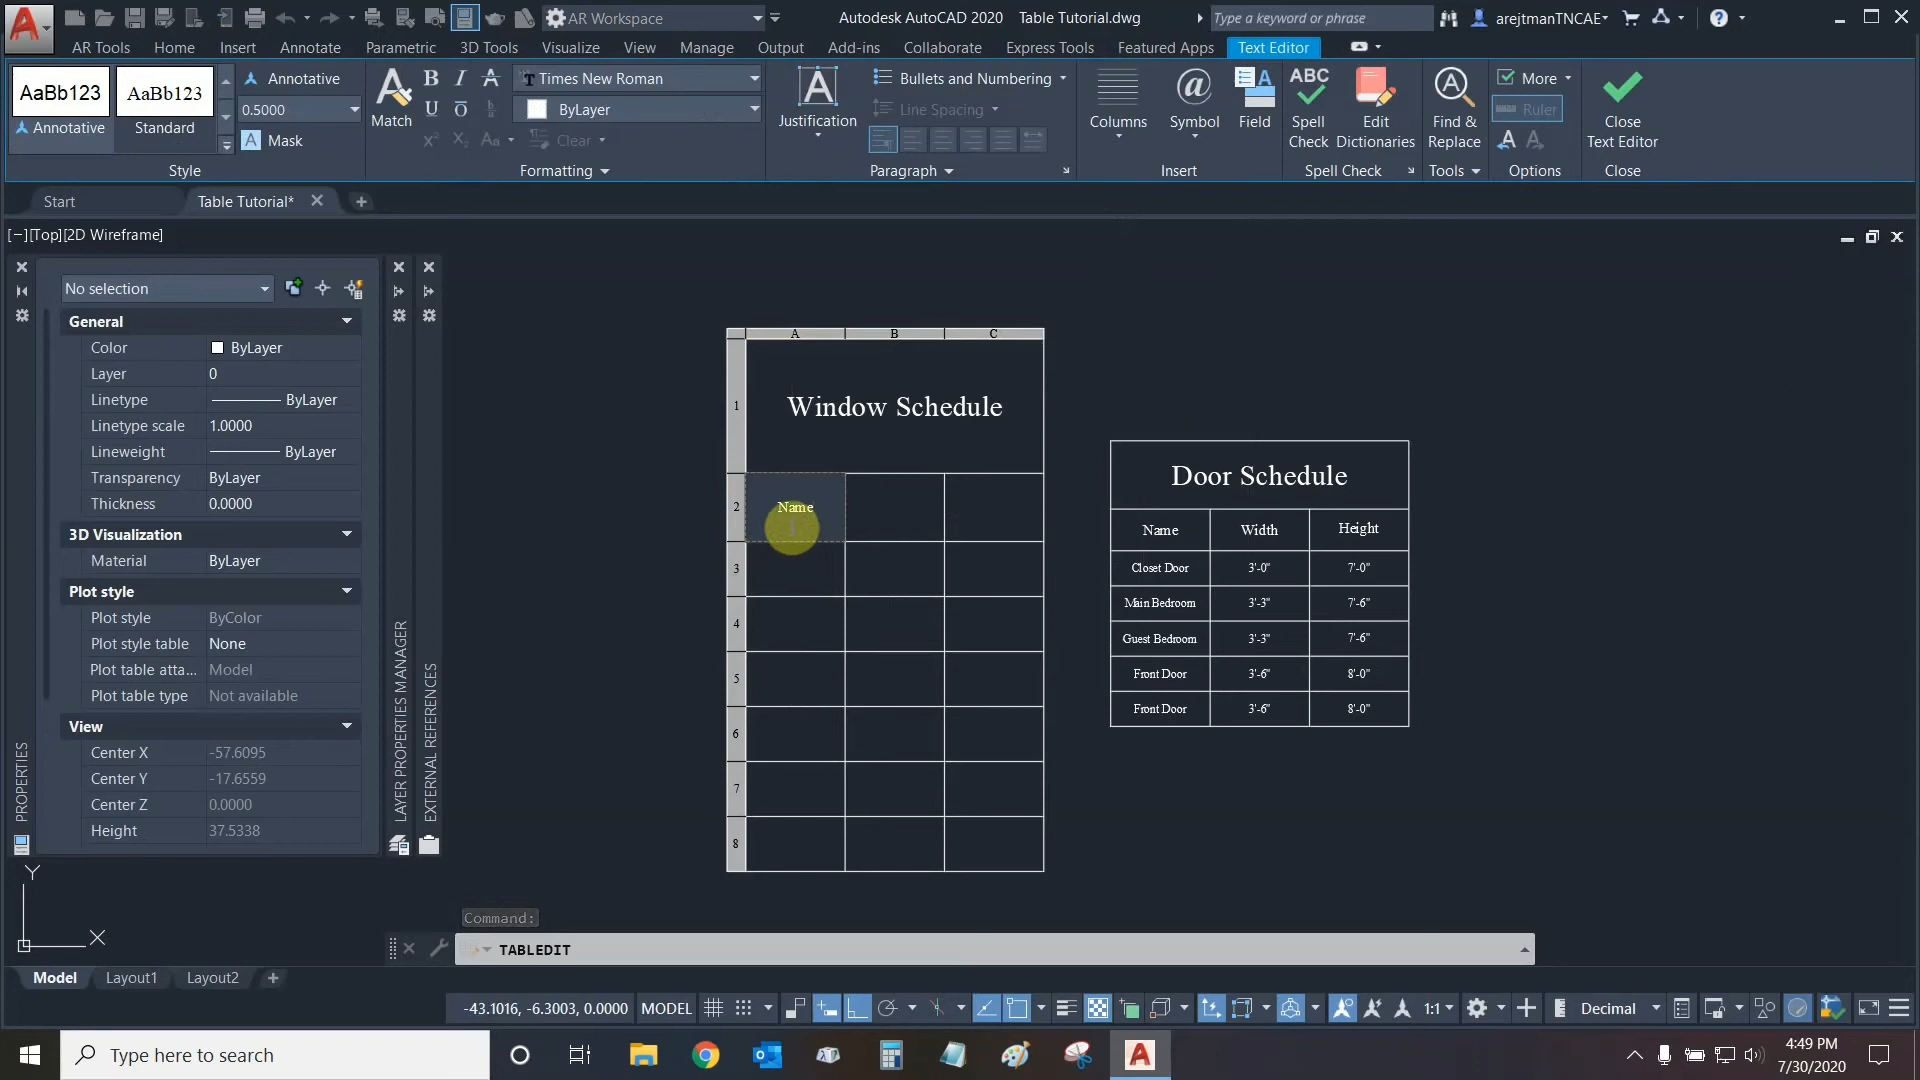 AR Workspace
Autodesk AutoCAD 2020 Table Tutorial.dwg
Type a keyword or phrase
arejtmanTNCAE
AR Tools Home Insert Annotate Parametric 3D Tools Visualize View Manage Output Add-ins Collaborate Express Tools Featured Apps Text Editor
AaBb123 AaBb123
Annotative Standard
Annotative
0.5000
Mask
Style
Match
Times New Roman
ByLayer
Clear
Formatting
Justification
Bullets and Numbering
Line Spacing
Paragraph
Columns Symbol Field
Insert
ABC
Spell Check
Edit Dictionaries
Spell Check
Find & Replace
Tools
More
Ruler
Options
Close Text Editor
Close
Start Table Tutorial*
[−][Top][2D Wireframe]
No selection
General
Color ByLayer
Layer 0
Linetype ByLayer
Linetype scale 1.0000
Lineweight ByLayer
Transparency ByLayer
Thickness 0.0000
3D Visualization
Material ByLayer
Plot style
Plot style ByColor
Plot style table None
Plot table atta... Model
Plot table type Not available
View
Center X -57.6095
Center Y -17.6559
Center Z 0.0000
Height 37.5338
PROPERTIES
LAYER PROPERTIES MANAGER
EXTERNAL REFERENCES
A B C
1 Window Schedule
2 Name
3
4
5
6
7
8
Door Schedule
Name Width Height
Closet Door 3'-0" 7'-0"
Main Bedroom 3'-3" 7'-6"
Guest Bedroom 3'-3" 7'-6"
Front Door 3'-6" 8'-0"
Front Door 3'-6" 8'-0"
Y
X
Command:
TABLEDIT
Model Layout1 Layout2
-43.1016, -6.3003, 0.0000 MODEL
1:1
Decimal
Type here to search
4:49 PM
7/30/2020